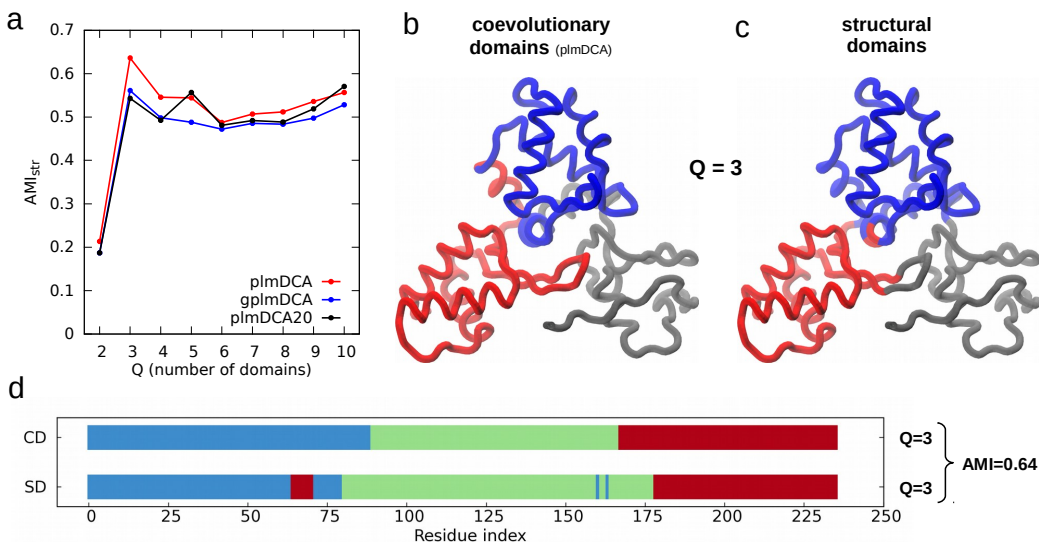 a
0.7
0.6
0.5
0.4
0.3
0.2
0.1
0
AMIstr
2 3 4 5 6 7 8 9 10
Q (number of domains)
plmDCA
gplmDCA
plmDCA20
b
coevolutionary
domains (plmDCA)
Q = 3
c
structural
domains
d
CD
Q=3
SD
Q=3
AMI=0.64
0 25 50 75 100 125 150 175 200 225 250
Residue index